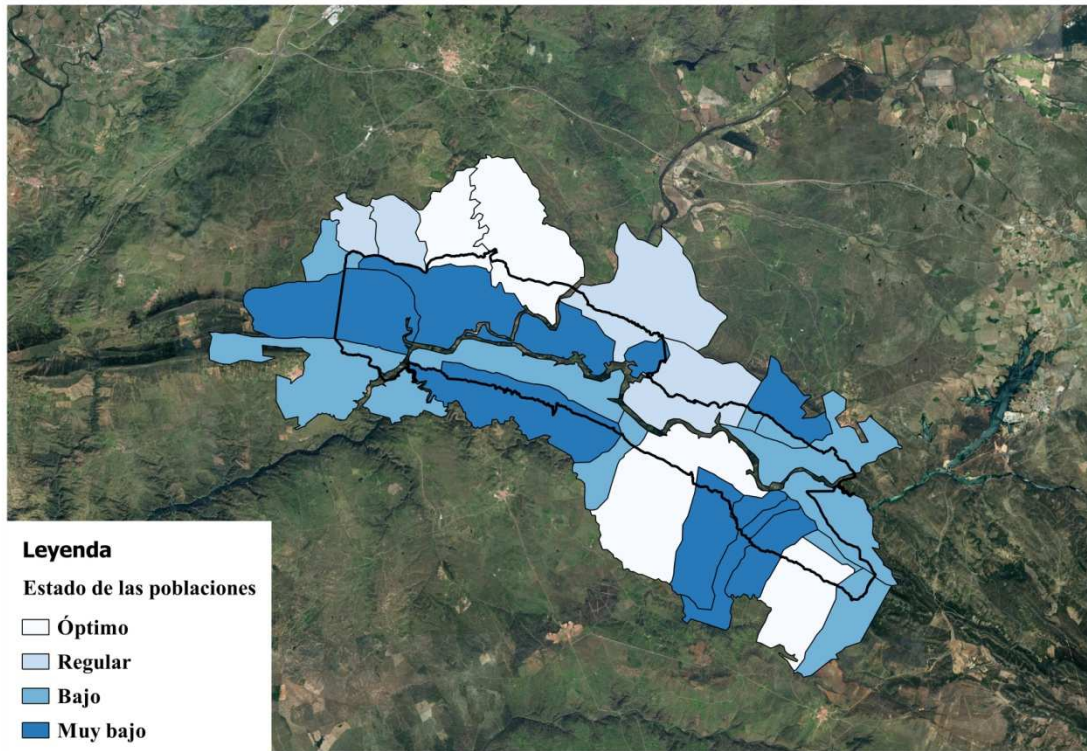 Leyenda
Estado de las poblaciones
Óptimo
Regular
Bajo
Muy bajo